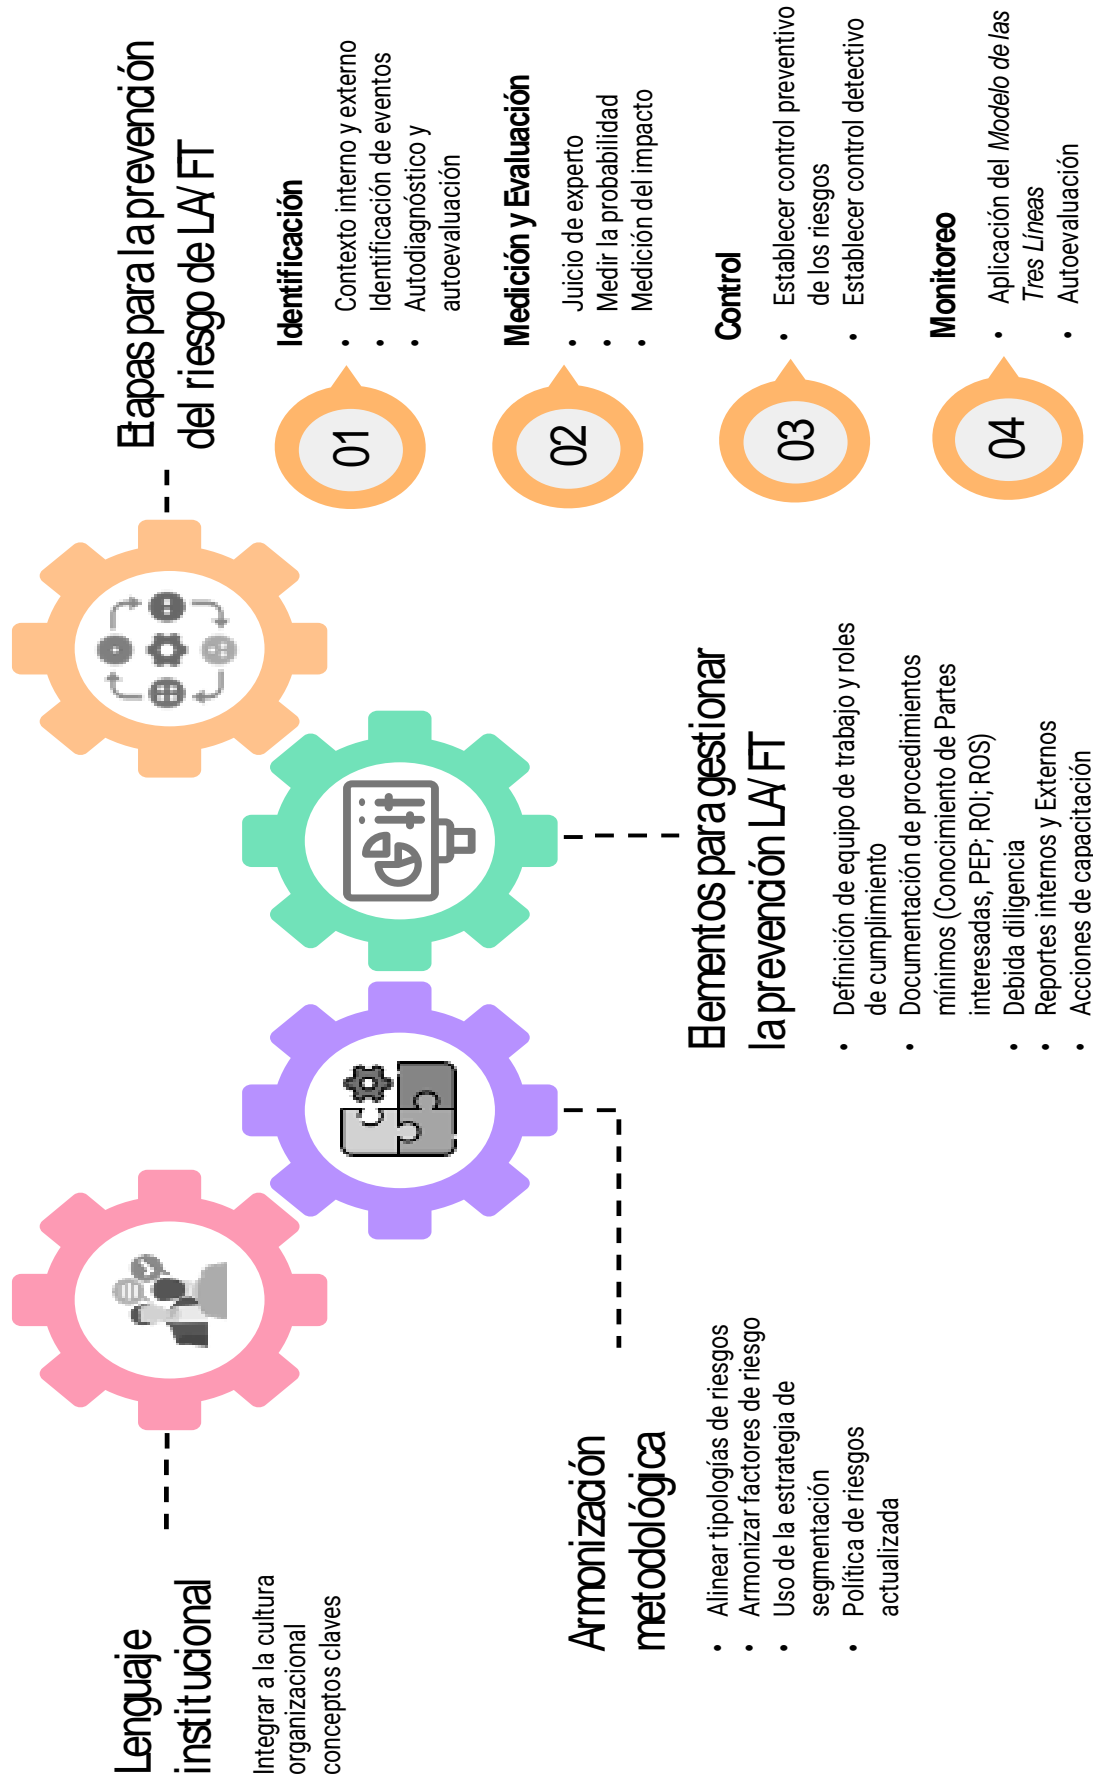 Lenguaje
institucional
Integrar a la cultura
organizacional
conceptos claves
Armonización
metodológica
• Alinear tipologías de riesgos
• Armonizar factores de riesgo
• Uso de la estrategia de
segmentación
• Política de riesgos
actualizada
Elementos para gestionar
la prevención LA/FT
• Definición de equipo de trabajo y roles
de cumplimiento
• Documentación de procedimientos
mínimos (Conocimiento de Partes
interesadas, PEP; ROI; ROS)
• Debida diligencia
• Reportes internos y Externos
• Acciones de capacitación
Etapas para la prevención
del riesgo de LA/FT
01
Identificación
• Contexto interno y externo
• Identificación de eventos
• Autodiagnóstico y
autoevaluación
02
Medición y Evaluación
• Juicio de experto
• Medir la probabilidad
• Medición del impacto
03
Control
• Establecer control preventivo
de los riesgos
• Establecer control detectivo
04
Monitoreo
• Aplicación del Modelo de las
Tres Líneas
• Autoevaluación